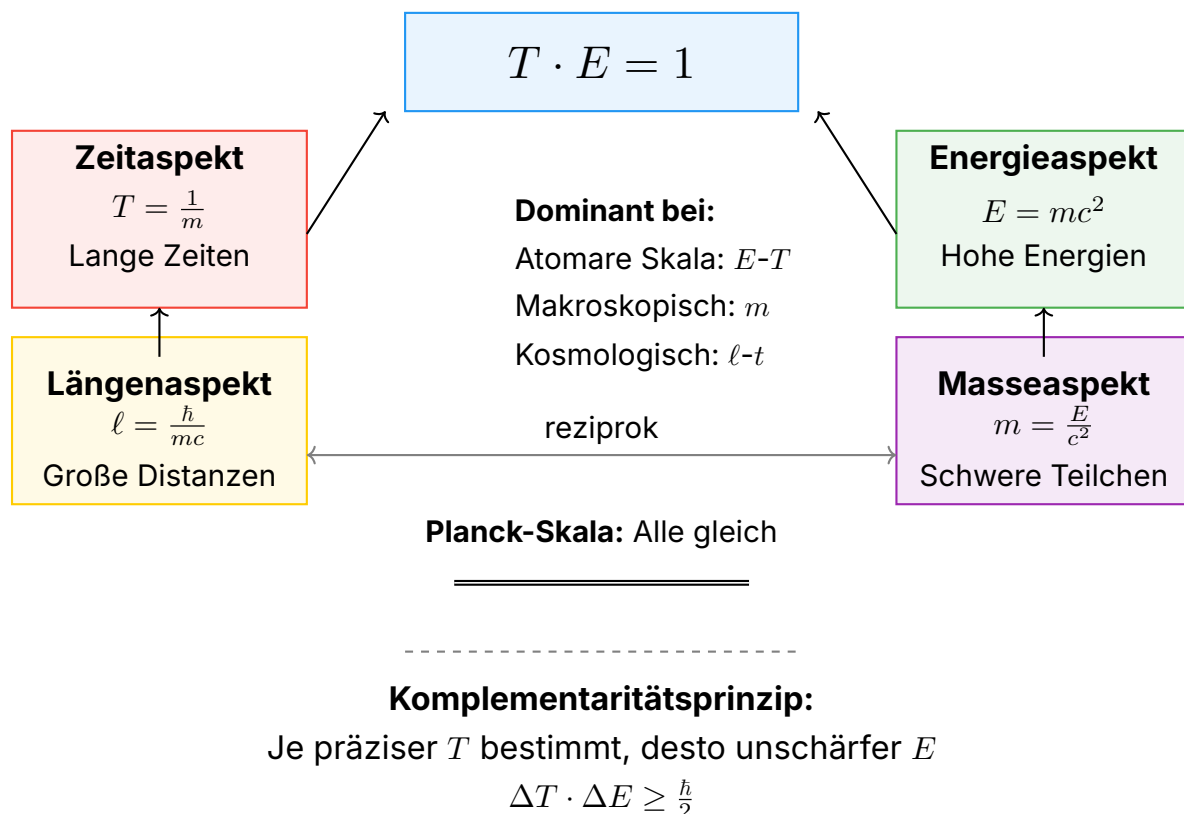 T · E = 1
Zeitaspekt
T = 1/m
Lange Zeiten
Energieaspekt
E = mc²
Hohe Energien
Dominant bei:
Atomare Skala: E-T
Makroskopisch: m
Kosmologisch: ℓ-t
Längenaspekt
ℓ = ħ/mc
Große Distanzen
reziprok
Masseaspekt
m = E/c²
Schwere Teilchen
Planck-Skala: Alle gleich
Komplementaritätsprinzip:
Je präziser T bestimmt, desto unschärfer E
ΔT · ΔE ≥ ħ/2